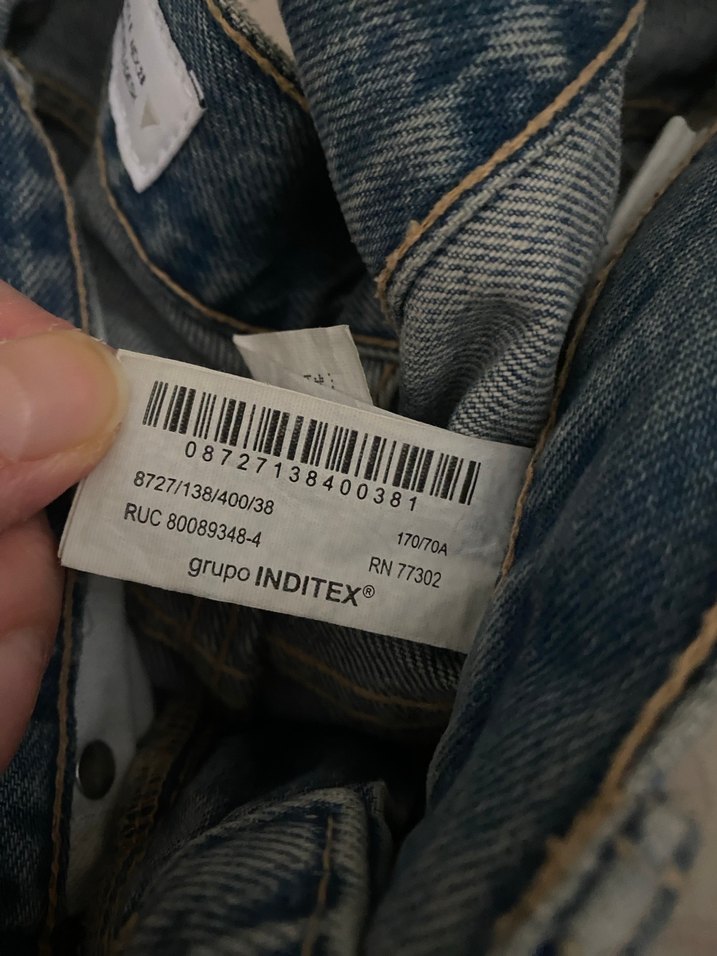 08727138400381
8727/138/400/38
170/70A
RUC 80089348-4
RN 77302
grupo INDITEX®